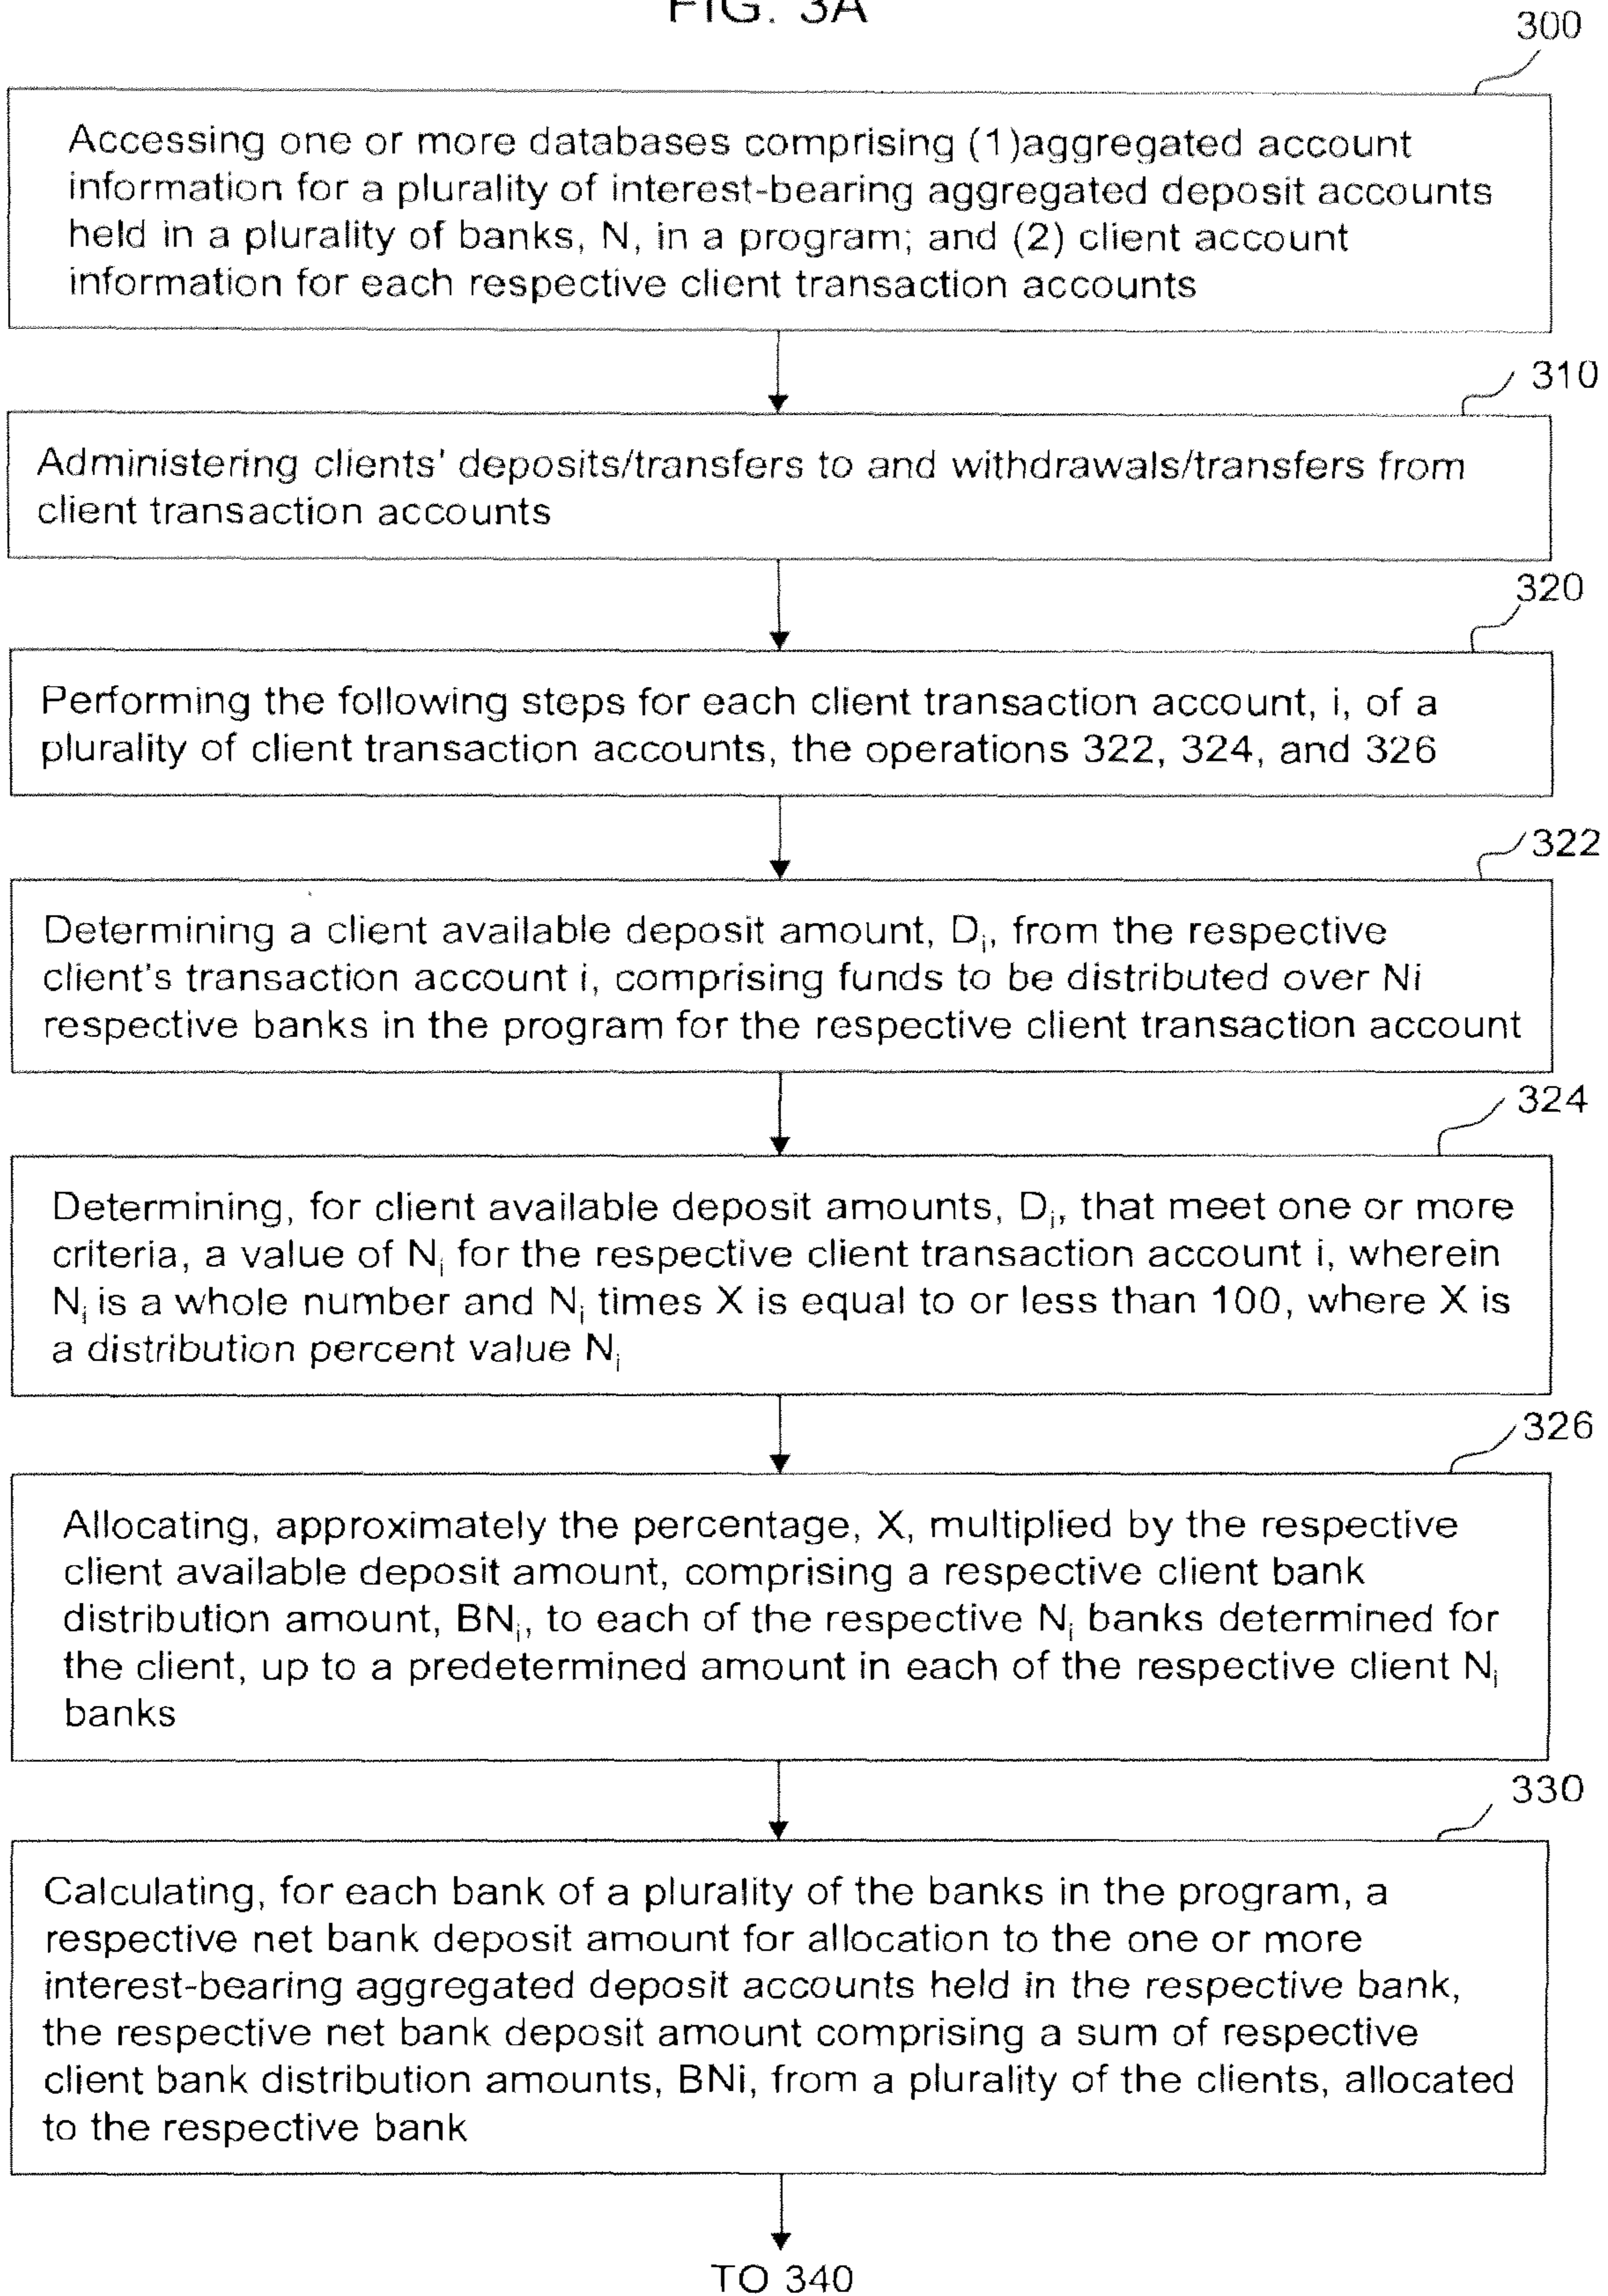 FIG. 3A
300
Accessing one or more databases comprising (1)aggregated account
information for a plurality of interest-bearing aggregated deposit accounts
held in a plurality of banks, N, in a program; and (2) client account
information for each respective client transaction accounts
310
Administering clients' deposits/transfers to and withdrawals/transfers from
client transaction accounts
320
Performing the following steps for each client transaction account, i, of a
plurality of client transaction accounts, the operations 322, 324, and 326
322
Determining a client available deposit amount, Di, from the respective
client's transaction account i, comprising funds to be distributed over Ni
respective banks in the program for the respective client transaction account
324
Determining, for client available deposit amounts, Di, that meet one or more
criteria, a value of Ni for the respective client transaction account i, wherein
Ni is a whole number and Ni times X is equal to or less than 100, where X is
a distribution percent value Ni
326
Allocating, approximately the percentage, X, multiplied by the respective
client available deposit amount, comprising a respective client bank
distribution amount, BNi, to each of the respective Ni banks determined for
the client, up to a predetermined amount in each of the respective client Ni
banks
330
Calculating, for each bank of a plurality of the banks in the program, a
respective net bank deposit amount for allocation to the one or more
interest-bearing aggregated deposit accounts held in the respective bank,
the respective net bank deposit amount comprising a sum of respective
client bank distribution amounts, BNi, from a plurality of the clients, allocated
to the respective bank
TO 340